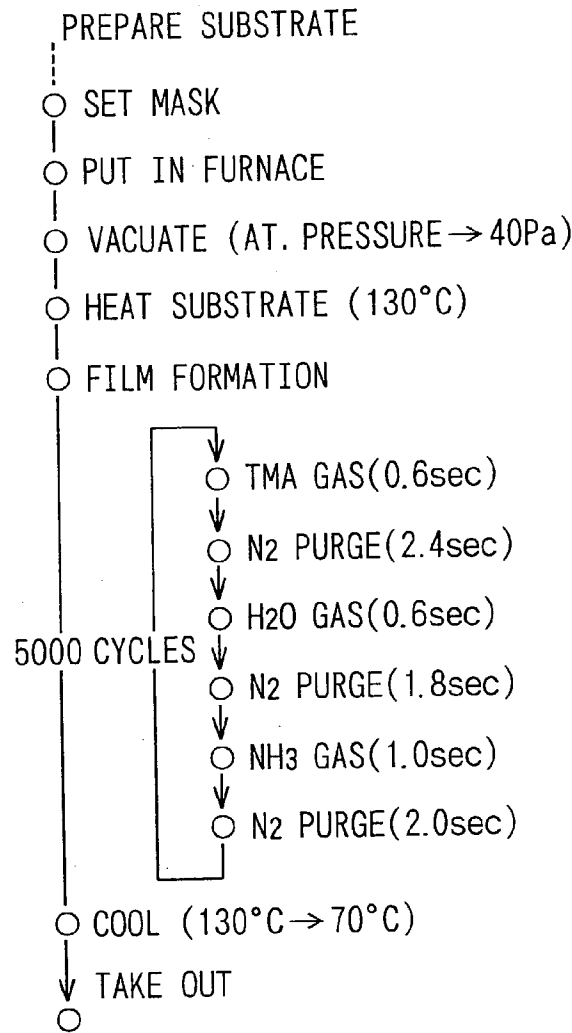 PREPARE SUBSTRATE
SET MASK
PUT IN FURNACE
VACUATE (AT. PRESSURE→40Pa)
HEAT SUBSTRATE (130°C)
FILM FORMATION
TMA GAS(0.6sec)
N2 PURGE(2.4sec)
H2O GAS(0.6sec)
5000 CYCLES
N2 PURGE(1.8sec)
NH3 GAS(1.0sec)
N2 PURGE(2.0sec)
COOL (130°C→70°C)
TAKE OUT